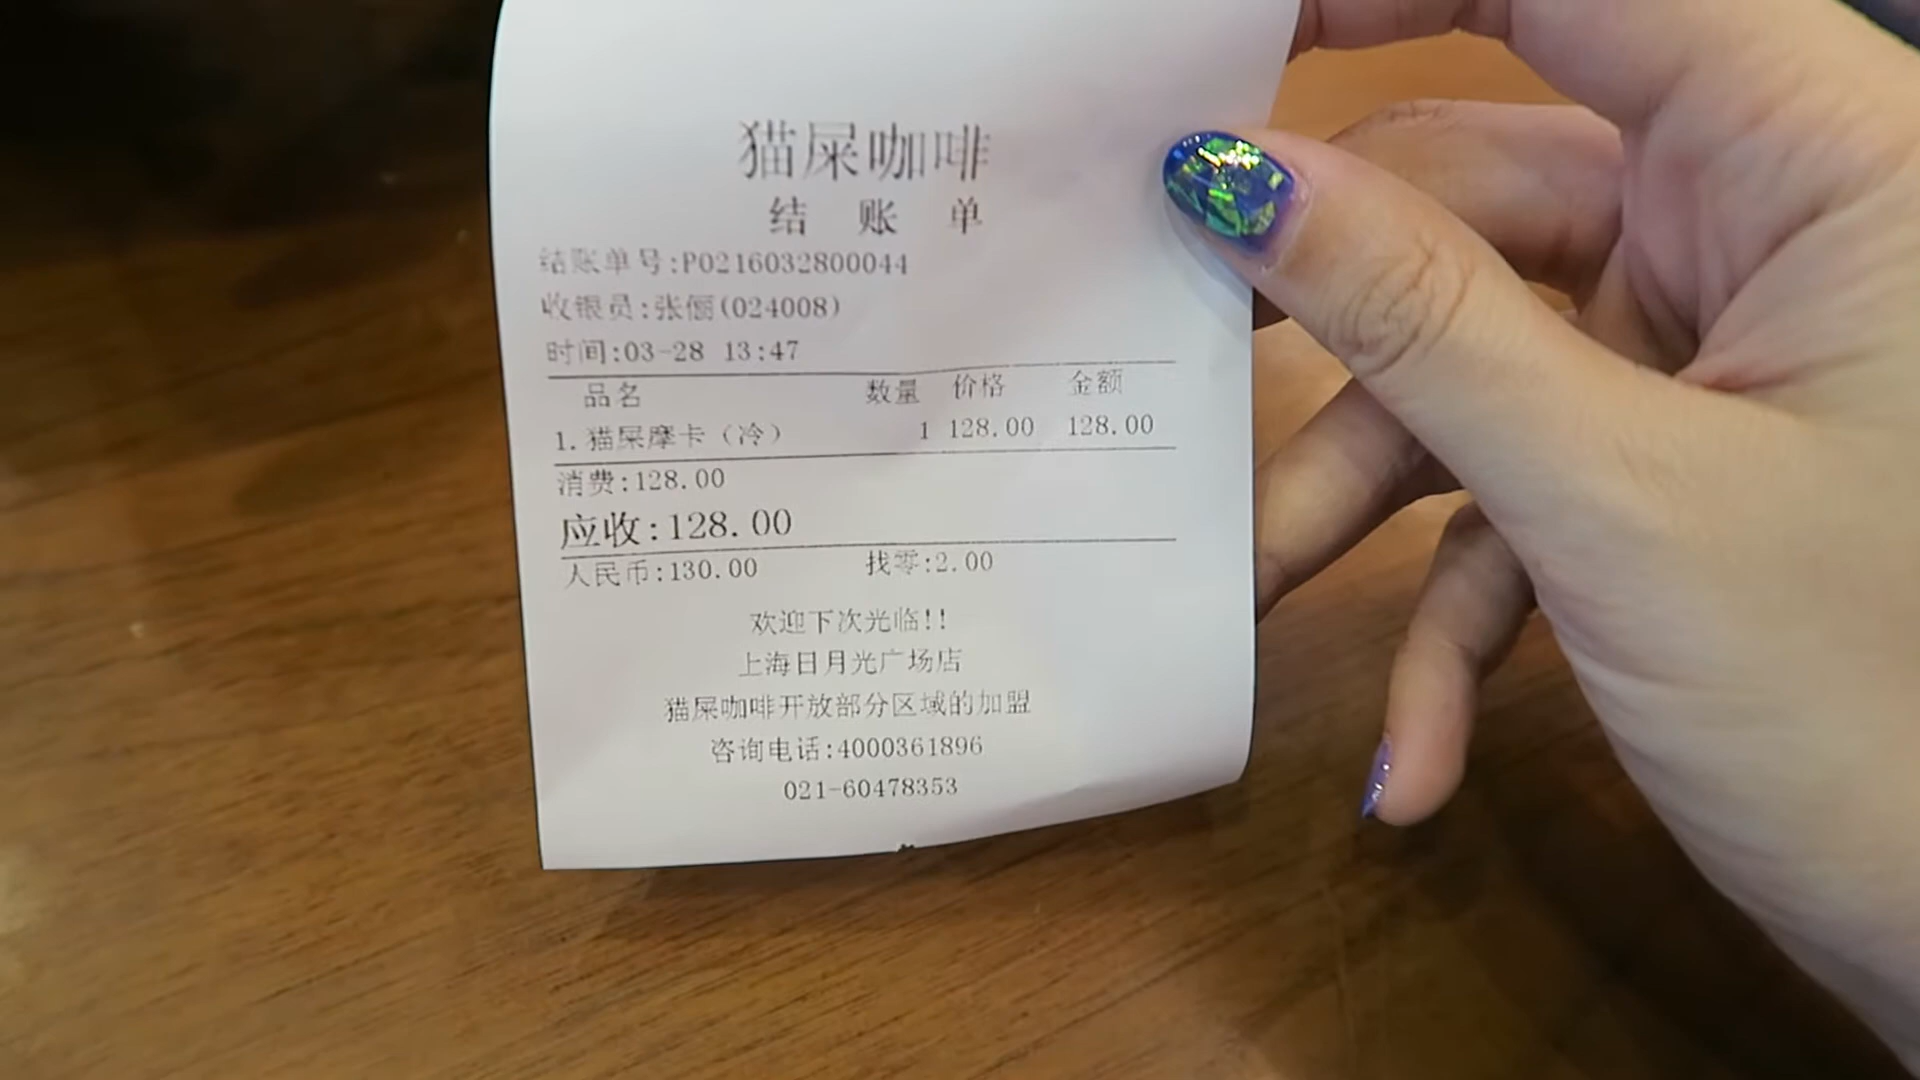 猫屎咖啡
结 账 单
结账单号:P0216032800044
收银员:张俪(024008)
时间:03-28 13:47
品名 数量 价格 金额
1.猫屎摩卡（冷） 1 128.00 128.00
消费:128.00
应收:128.00
人民币:130.00 找零:2.00
欢迎下次光临!!
上海日月光广场店
猫屎咖啡开放部分区域的加盟
咨询电话:4000361896
021-60478353